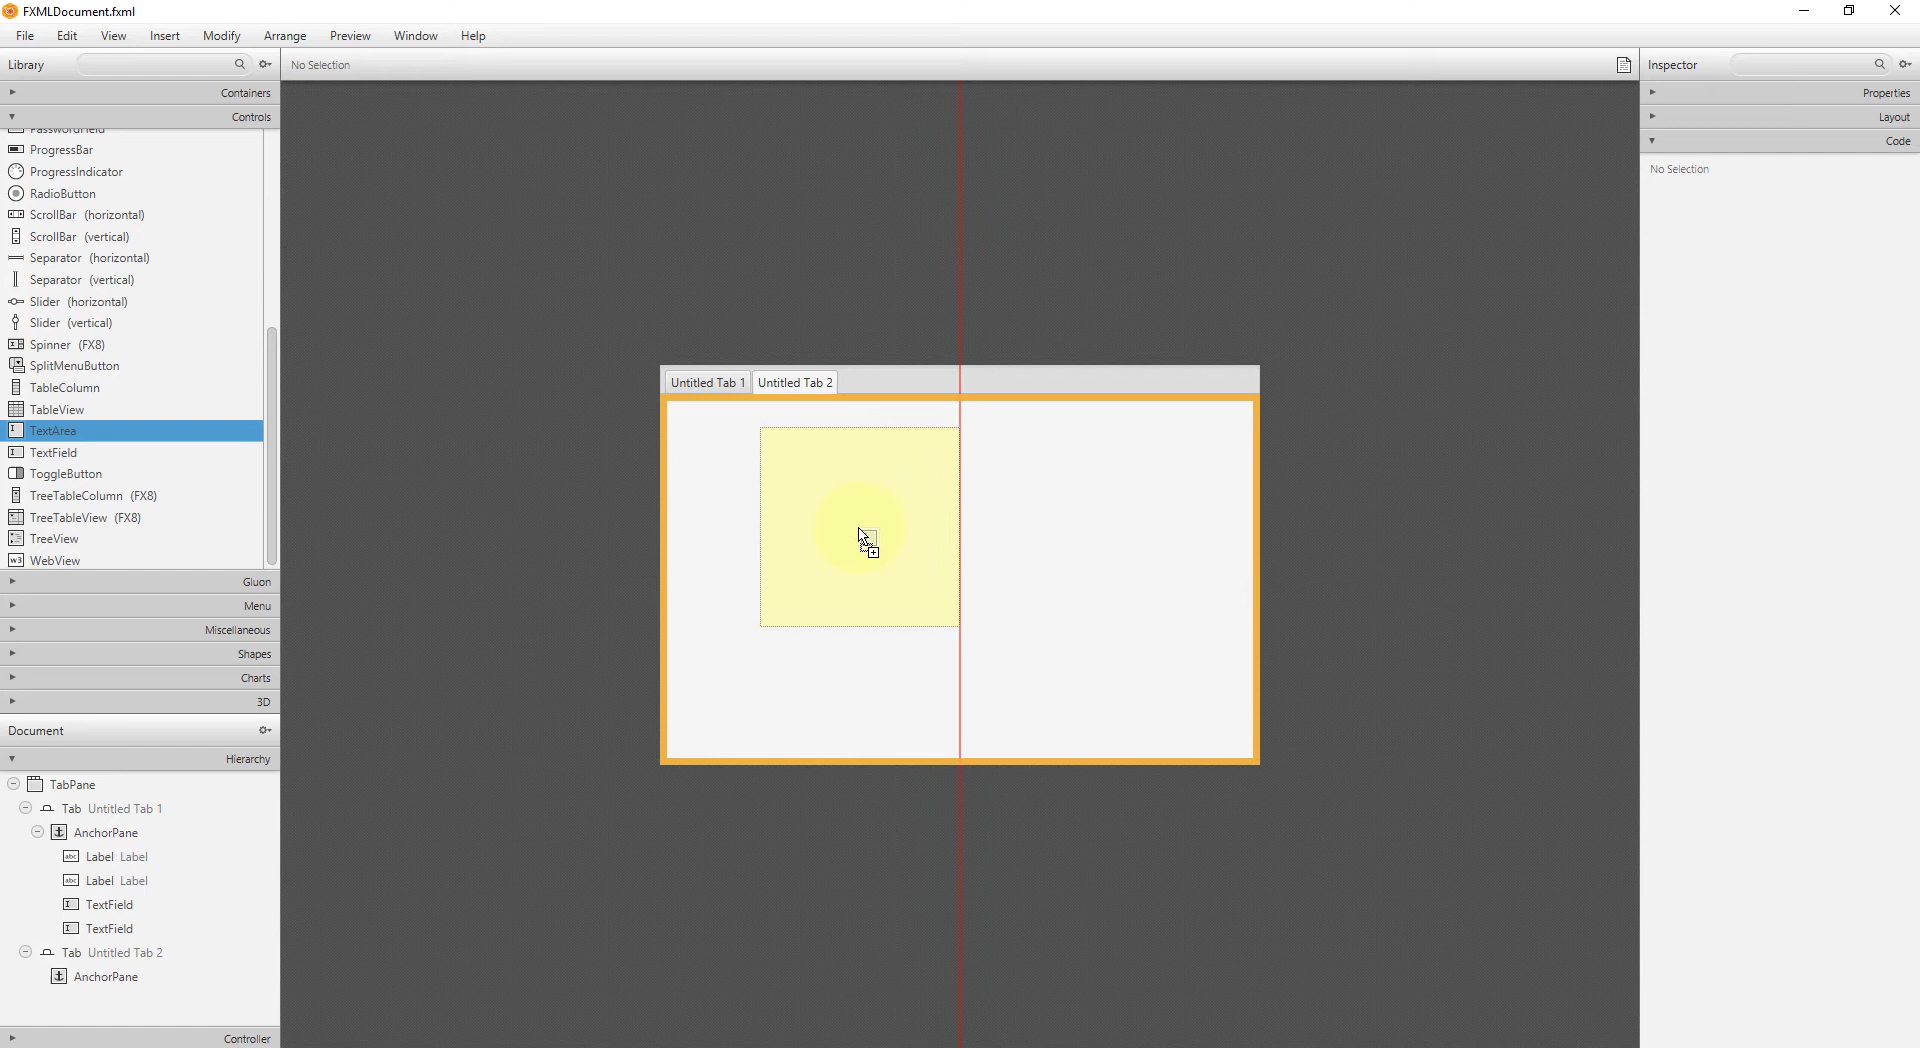 FXMLDocument.fxml
File Edit View Insert Modify Arrange Preview Window Help
Library
No Selection
Inspector
Containers
Controls
PasswordField
ProgressBar
ProgressIndicator
RadioButton
ScrollBar (horizontal)
ScrollBar (vertical)
Separator (horizontal)
Separator (vertical)
Slider (horizontal)
Slider (vertical)
Spinner (FX8)
SplitMenuButton
TableColumn
TableView
TextArea
TextField
ToggleButton
TreeTableColumn (FX8)
TreeTableView (FX8)
TreeView
WebView
Gluon
Menu
Miscellaneous
Shapes
Charts
3D
Document
Hierarchy
TabPane
Tab Untitled Tab 1
AnchorPane
Label Label
Label Label
TextField
TextField
Tab Untitled Tab 2
AnchorPane
Controller
Untitled Tab 1 Untitled Tab 2
Properties
Layout
Code
No Selection